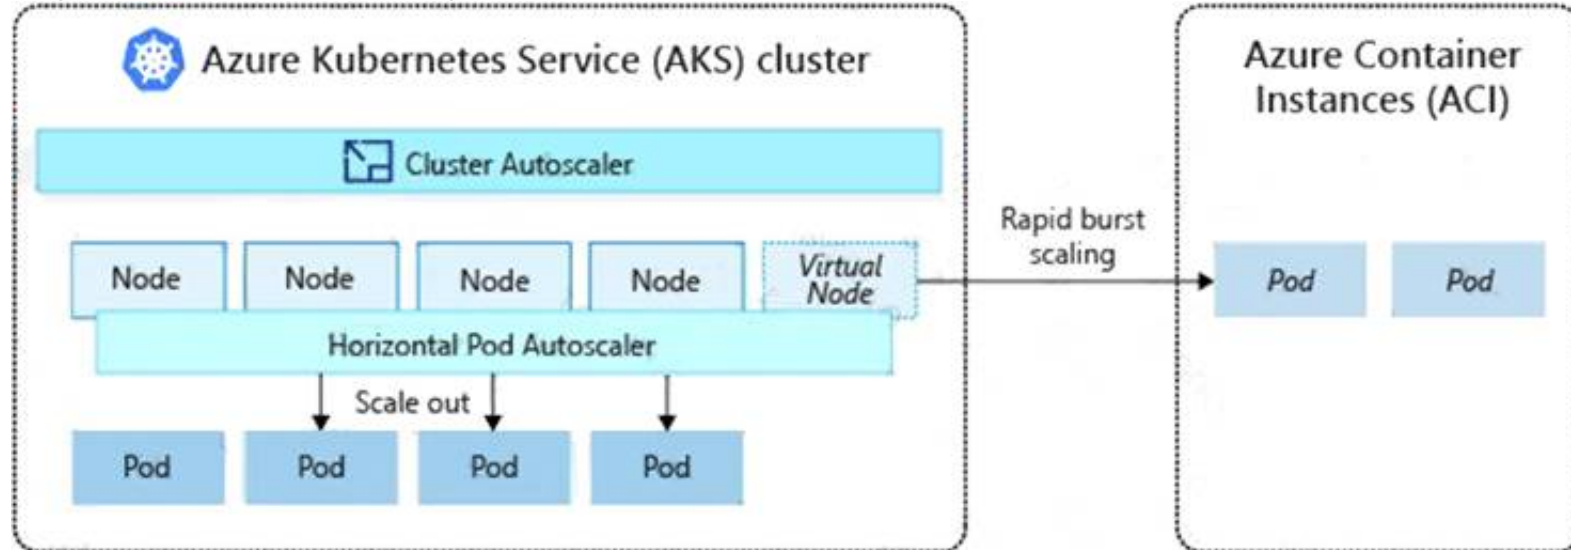 Azure Kubernetes Service (AKS) cluster
Cluster Autoscaler
Node
Node
Node
Node
Virtual
Node
Horizontal Pod Autoscaler
Scale out
Pod
Pod
Pod
Pod
Rapid burst
scaling
Azure Container
Instances (ACI)
Pod
Pod